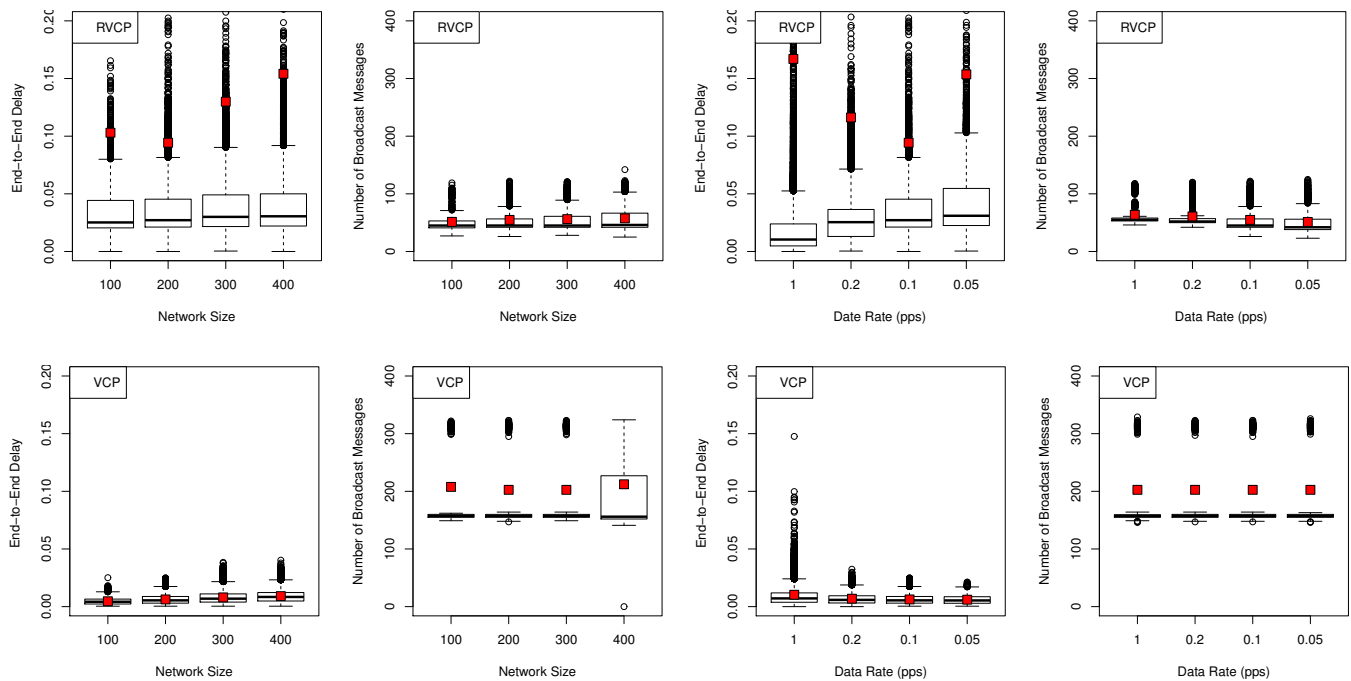 RVCP
End-to-End Delay
0.00 0.05 0.10 0.15 0.20
100 200 300 400
Network Size
RVCP
Number of Broadcast Messages
0 100 200 300 400
100 200 300 400
Network Size
RVCP
End-to-End Delay
0.00 0.05 0.10 0.15 0.20
1 0.2 0.1 0.05
Date Rate (pps)
RVCP
Number of Broadcast Messages
0 100 200 300 400
1 0.2 0.1 0.05
Data Rate (pps)
VCP
End-to-End Delay
0.00 0.05 0.10 0.15 0.20
100 200 300 400
Network Size
VCP
Number of Broadcast Messages
0 100 200 300 400
100 200 300 400
Network Size
VCP
End-to-End Delay
0.00 0.05 0.10 0.15 0.20
1 0.2 0.1 0.05
Data Rate (pps)
VCP
Number of Broadcast Messages
0 100 200 300 400
1 0.2 0.1 0.05
Data Rate (pps)